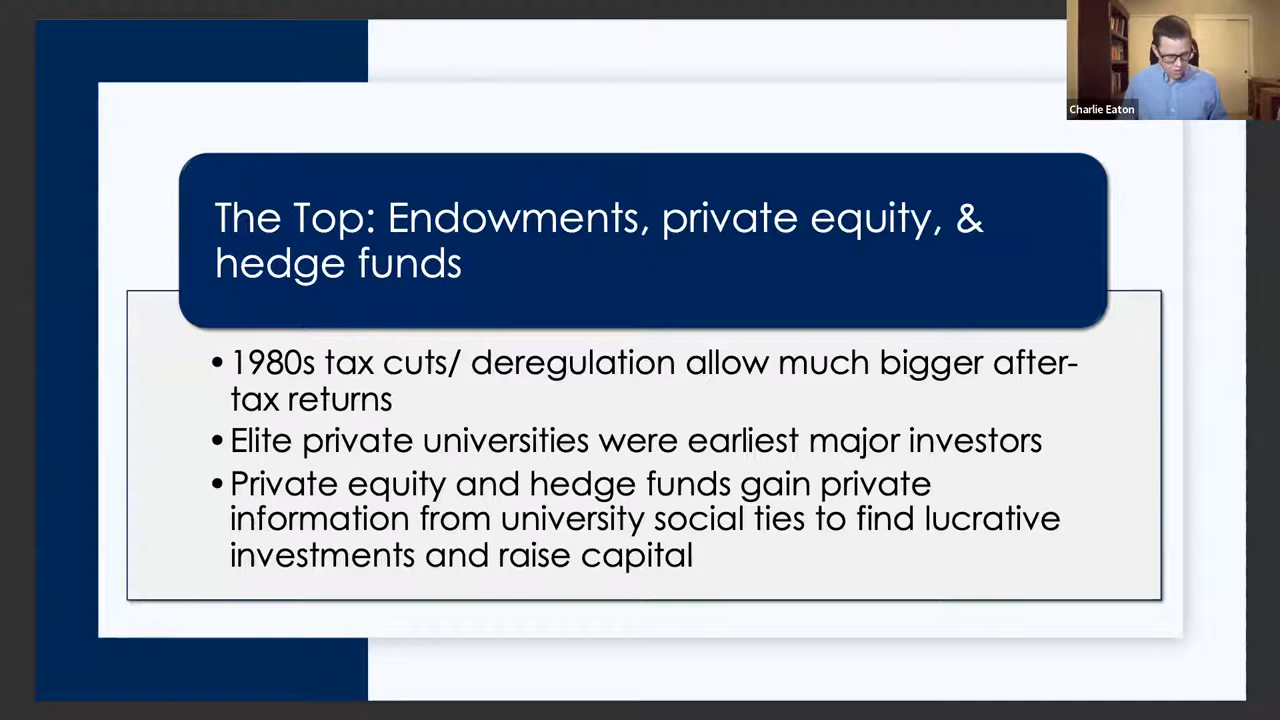 Charlie Eaton
The Top: Endowments, private equity, &
hedge funds
•1980s tax cuts/ deregulation allow much bigger after-
tax returns
•Elite private universities were earliest major investors
•Private equity and hedge funds gain private
information from university social ties to find lucrative
investments and raise capital